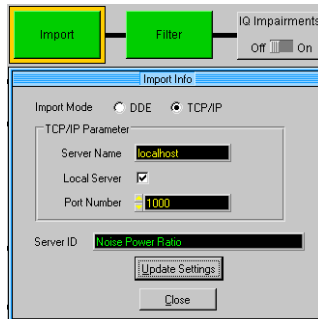 Import
Filter
IQ Impairments
Off On
Import Info
Import Mode DDE TCP/IP
TCP/IP Parameter
Server Name localhost
Local Server
Port Number 1000
Server ID Noise Power Ratio
Update Settings
Close